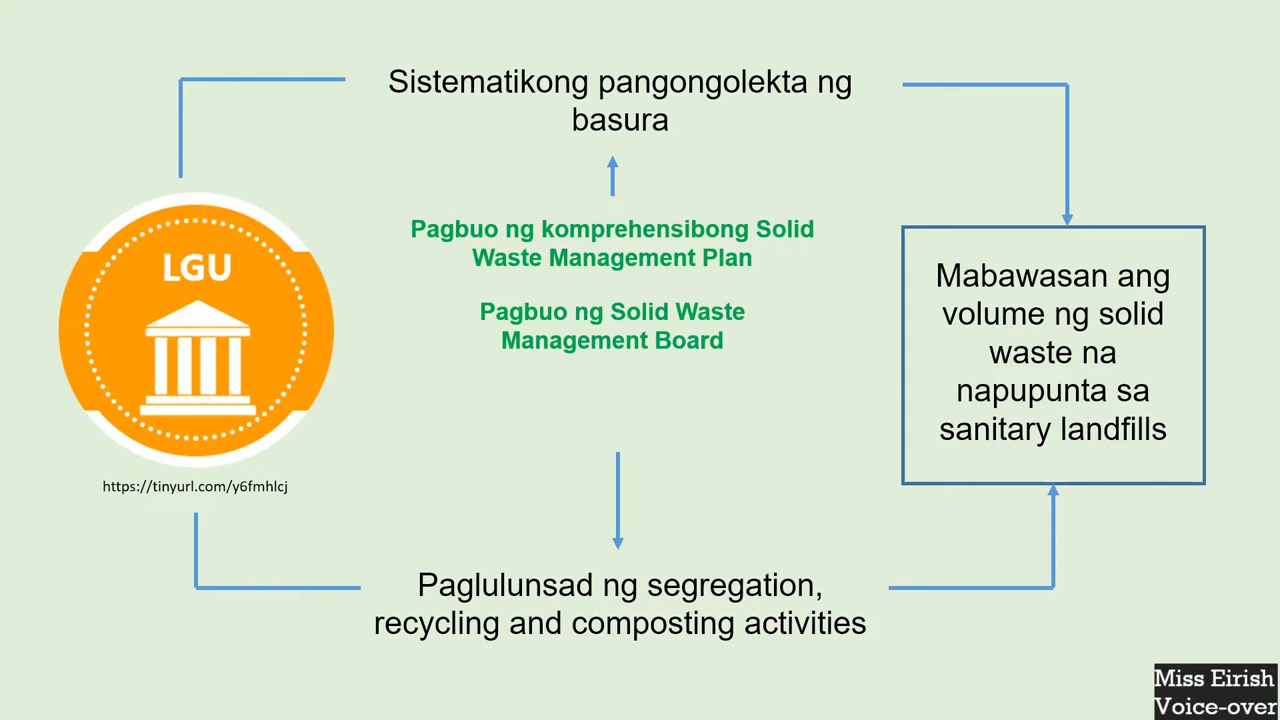 Sistematikong pangongolekta ng
basura
Pagbuo ng komprehensibong Solid
Waste Management Plan
Pagbuo ng Solid Waste
Management Board
LGU
https://tinyurl.com/y6fmhlcj
Mabawasan ang
volume ng solid
waste na
napupunta sa
sanitary landfills
Paglulunsad ng segregation,
recycling and composting activities
Miss Eirish
Voice-over